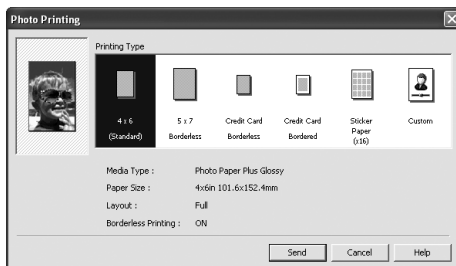 Photo Printing
Printing Type
4 x 6
(Standard)
5 x 7
Borderless
Credit Card
Borderless
Credit Card
Bordered
Sticker
Paper
(x16)
Custom
Media Type : Photo Paper Plus Glossy
Paper Size : 4x6in 101.6x152.4mm
Layout : Full
Borderless Printing : ON
Send Cancel Help